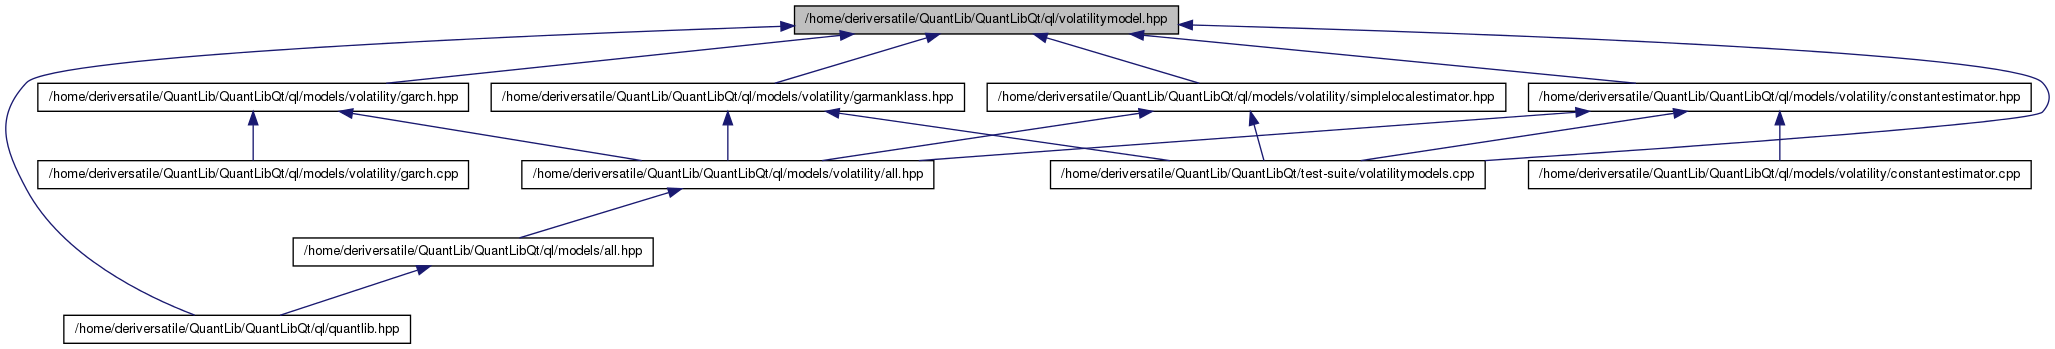 /home/deriversatile/QuantLib/QuantLibQt/ql/volatilitymodel.hpp
/home/deriversatile/QuantLib/QuantLibQt/ql/models/volatility/garch.hpp
/home/deriversatile/QuantLib/QuantLibQt/ql/models/volatility/garmanklass.hpp
/home/deriversatile/QuantLib/QuantLibQt/ql/models/volatility/simplelocalestimator.hpp
/home/deriversatile/QuantLib/QuantLibQt/ql/models/volatility/constantestimator.hpp
/home/deriversatile/QuantLib/QuantLibQt/ql/models/volatility/garch.cpp
/home/deriversatile/QuantLib/QuantLibQt/ql/models/volatility/all.hpp
/home/deriversatile/QuantLib/QuantLibQt/test-suite/volatilitymodels.cpp
/home/deriversatile/QuantLib/QuantLibQt/ql/models/volatility/constantestimator.cpp
/home/deriversatile/QuantLib/QuantLibQt/ql/models/all.hpp
/home/deriversatile/QuantLib/QuantLibQt/ql/quantlib.hpp